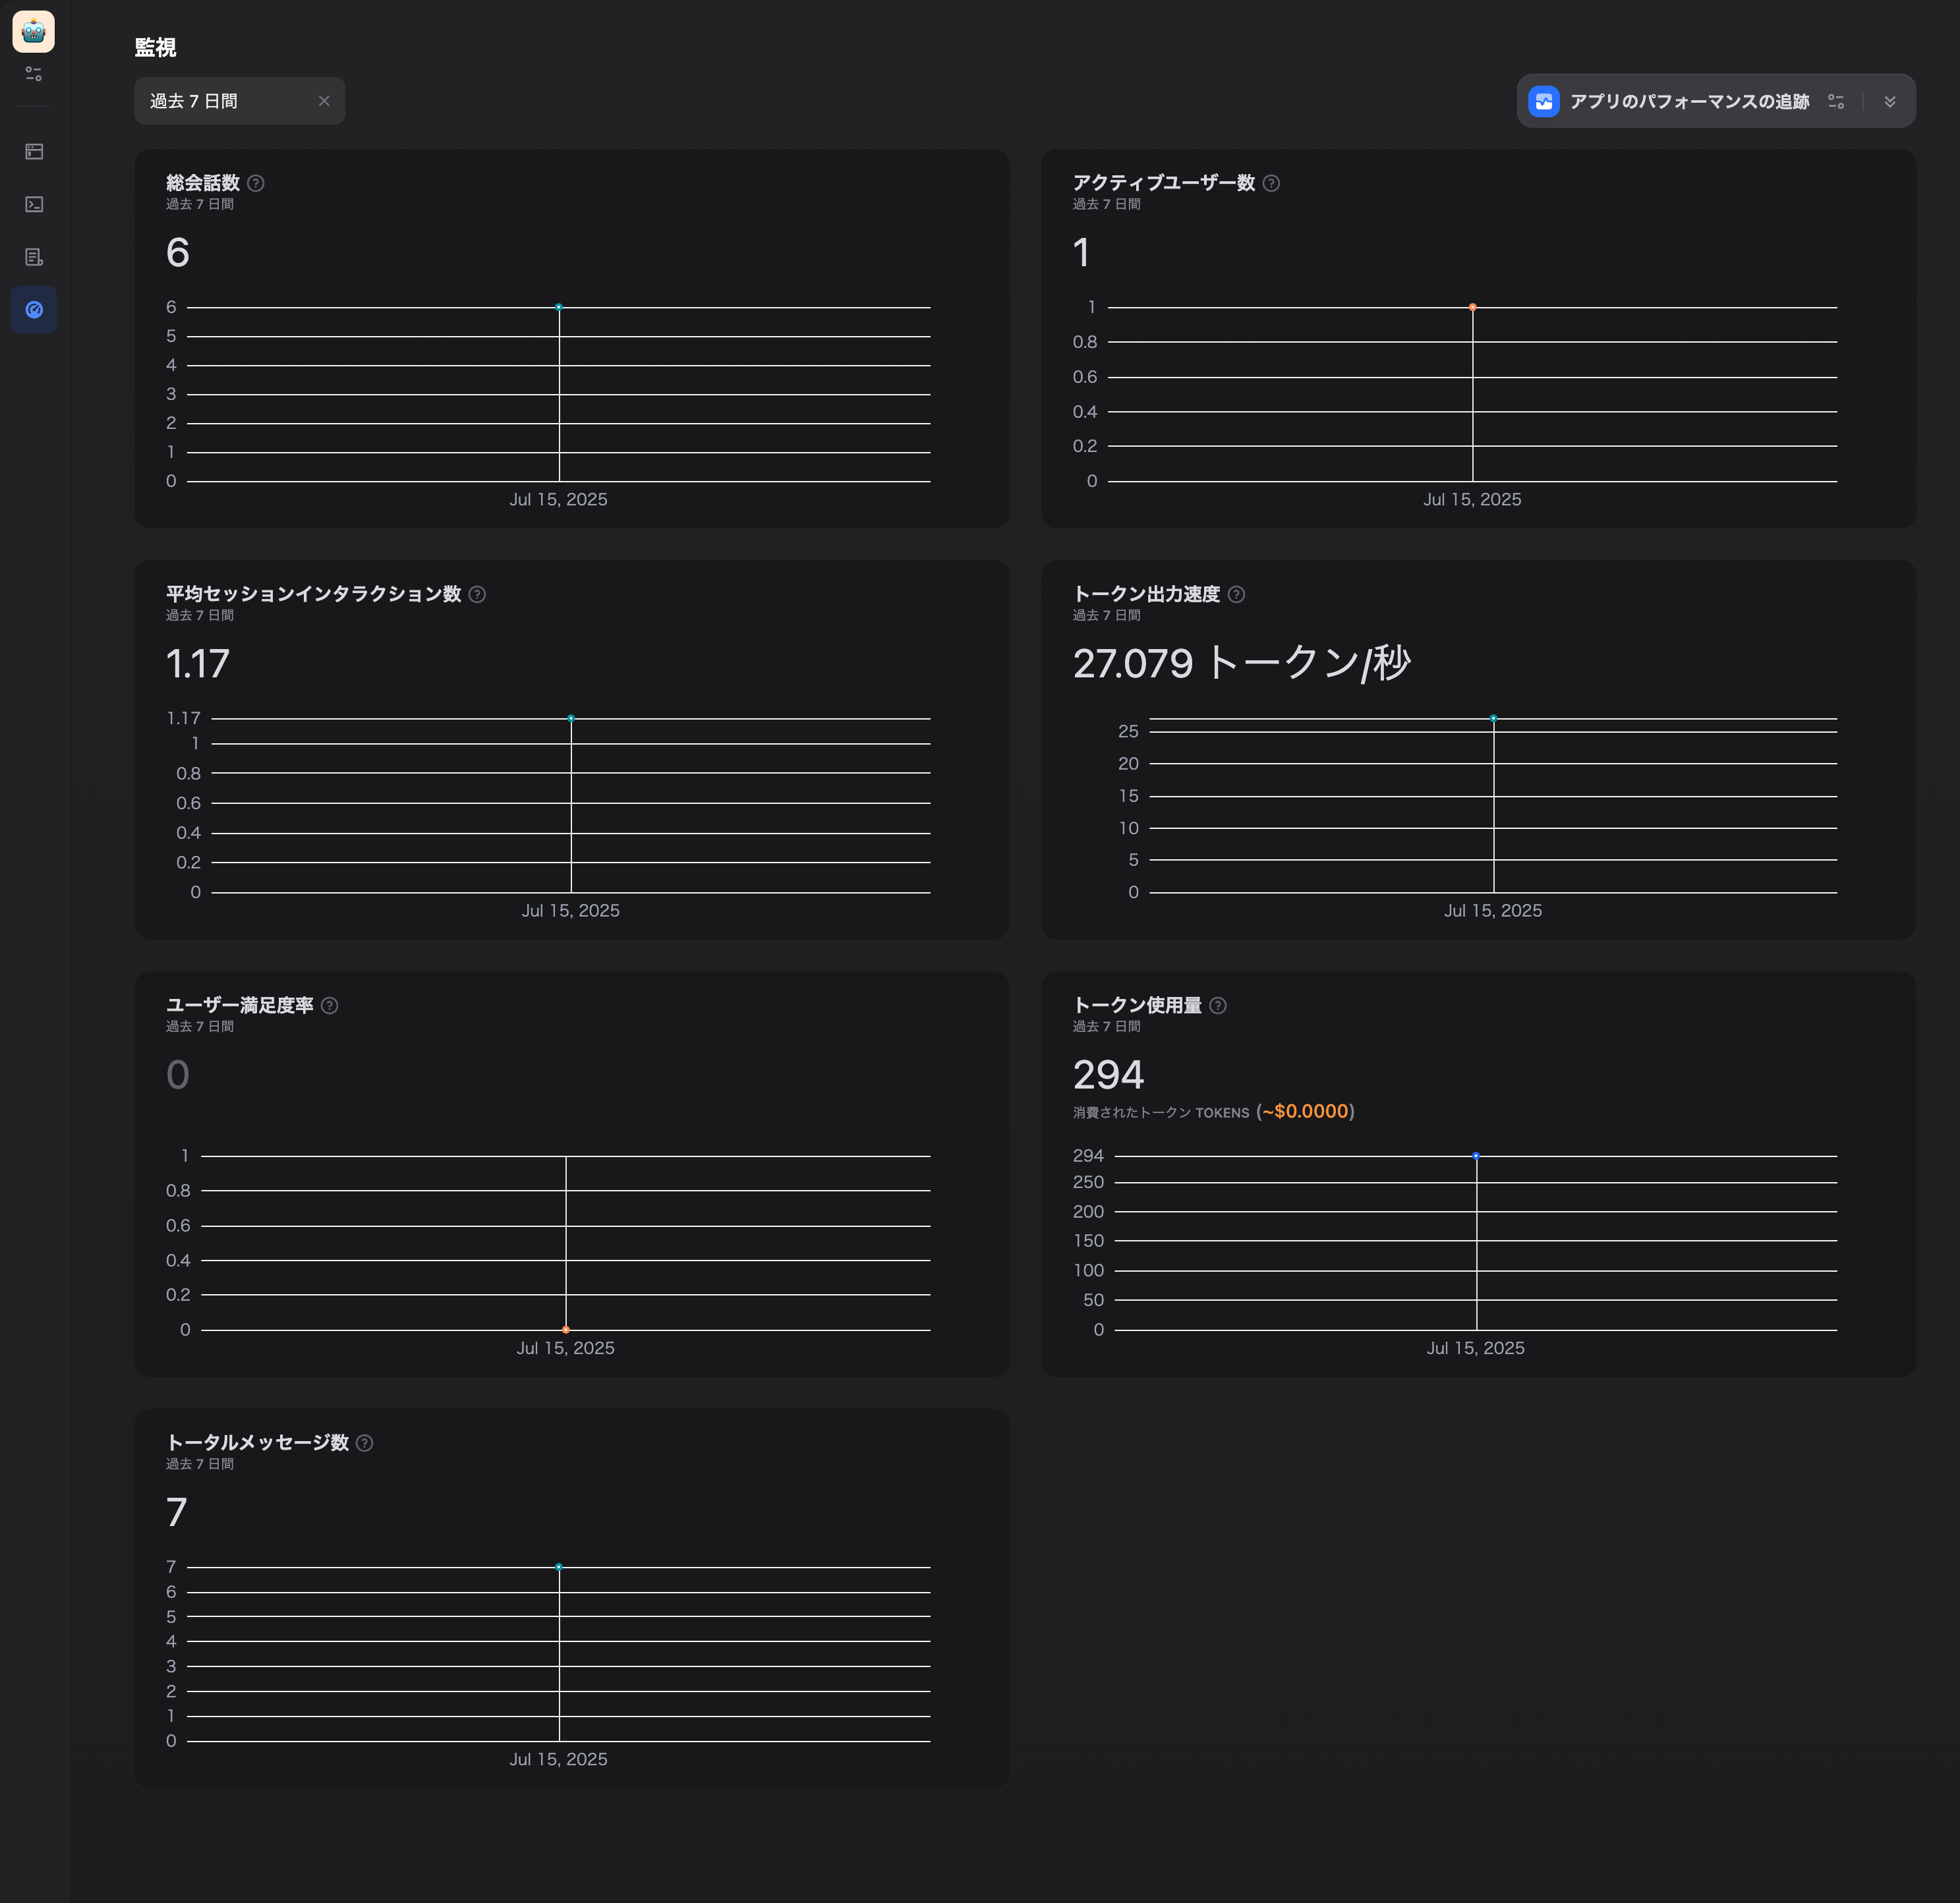 監視
過去 7 日間
アプリのパフォーマンスの追跡
総会話数
過去 7 日間
6
6
5
4
3
2
1
0
Jul 15, 2025
アクティブユーザー数
過去 7 日間
1
1
0.8
0.6
0.4
0.2
0
Jul 15, 2025
平均セッションインタラクション数
過去 7 日間
1.17
1.17
1
0.8
0.6
0.4
0.2
0
Jul 15, 2025
トークン出力速度
過去 7 日間
27.079 トークン/秒
25
20
15
10
5
0
Jul 15, 2025
ユーザー満足度率
過去 7 日間
0
1
0.8
0.6
0.4
0.2
0
Jul 15, 2025
トークン使用量
過去 7 日間
294
消費されたトークン TOKENS (~$0.0000)
294
250
200
150
100
50
0
Jul 15, 2025
トータルメッセージ数
過去 7 日間
7
7
6
5
4
3
2
1
0
Jul 15, 2025